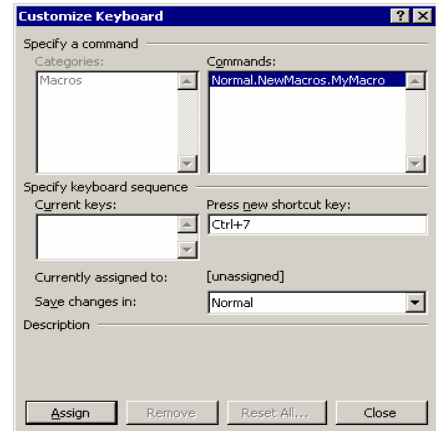 Customize Keyboard
Specify a command
Categories: Commands:
Macros Normal.NewMacros.MyMacro
Specify keyboard sequence
Current keys: Press new shortcut key:
Ctrl+7
Currently assigned to: [unassigned]
Save changes in: Normal
Description
Assign Remove Reset All... Close